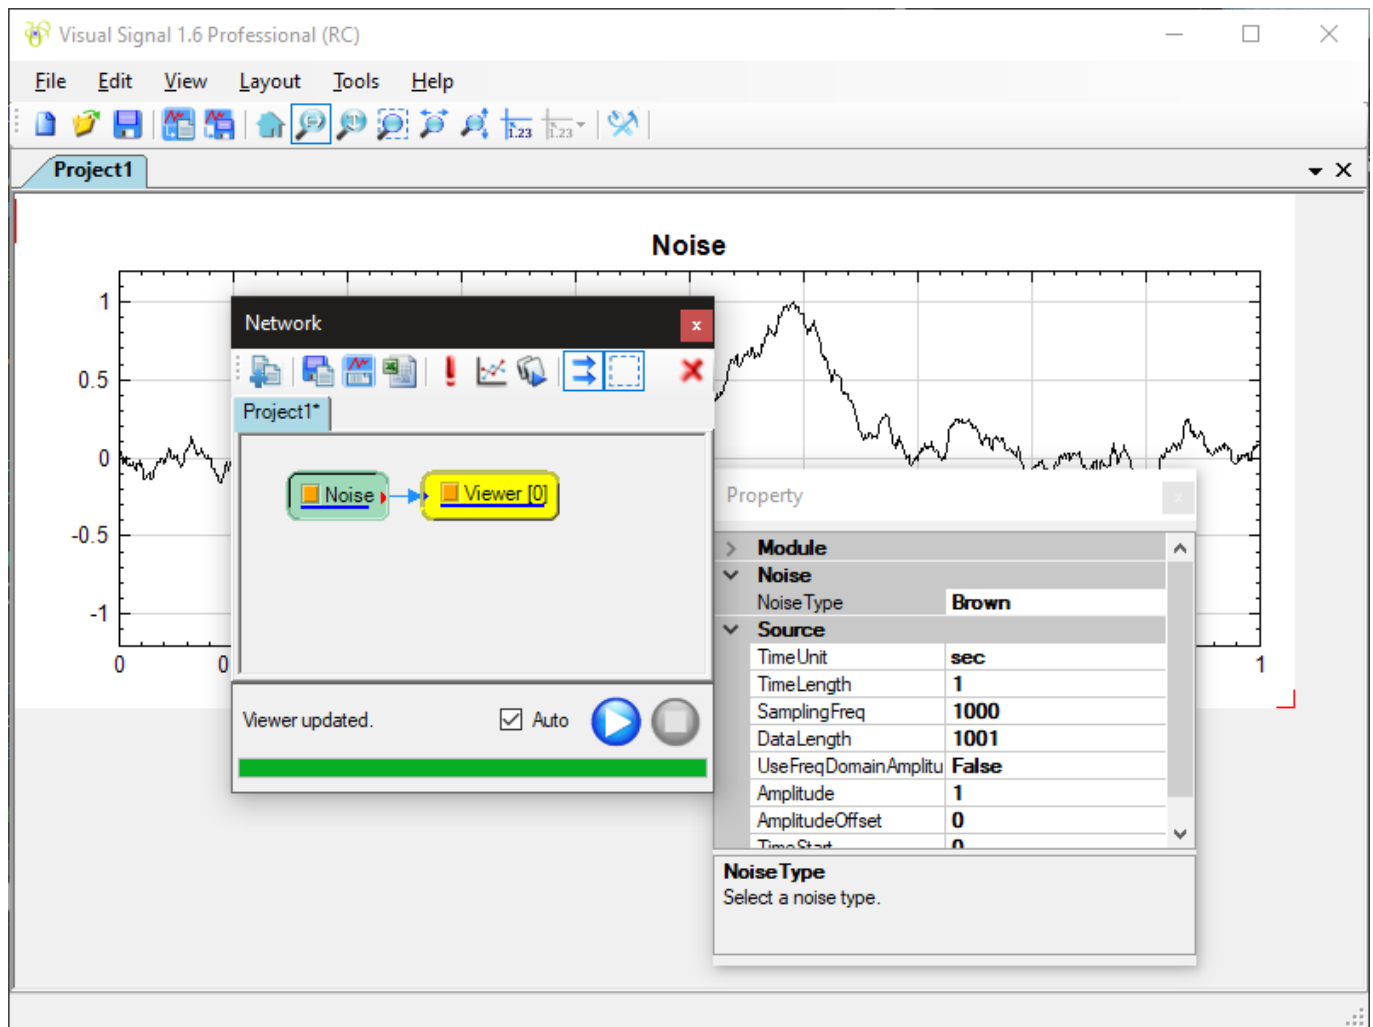 Visual Signal 1.6 Professional (RC)
File Edit View Layout Tools Help
1.23 1.23
Project1
Noise
1
0.5
0
-0.5
-1
0 0 1
Network
Project1*
Noise Viewer [0]
Viewer updated. Auto
Property
Module
Noise
NoiseType Brown
Source
TimeUnit sec
TimeLength 1
SamplingFreq 1000
DataLength 1001
UseFreqDomainAmplitu False
Amplitude 1
AmplitudeOffset 0
TimeStart 0
NoiseType
Select a noise type.